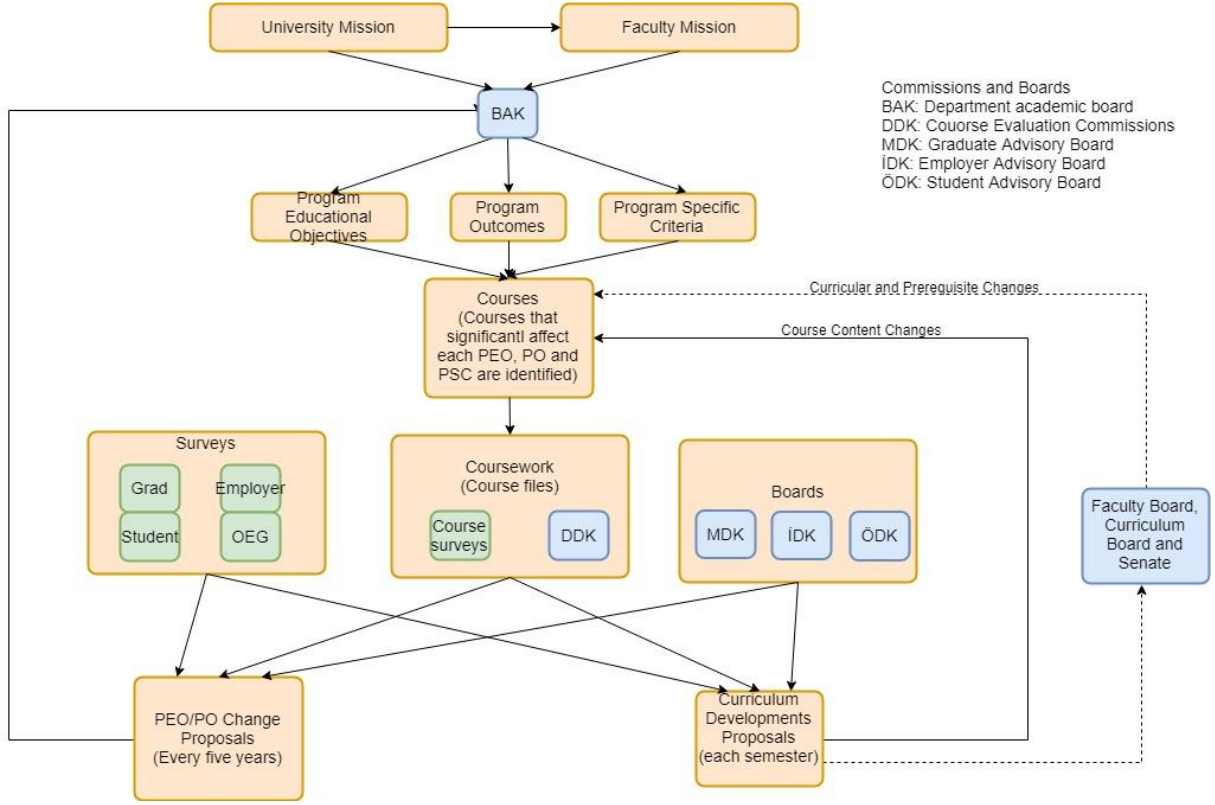 University Mission
Faculty Mission
Commissions and Boards
BAK: Department academic board
DDK: Couorse Evaluation Commissions
MDK: Graduate Advisory Board
İDK: Employer Advisory Board
ÖDK: Student Advisory Board
BAK
Program
Educational
Objectives
Program
Outcomes
Program Specific
Criteria
Courses
(Courses that
significantl affect
each PEO, PO and
PSC are identified)
Curricular and Prerequisite Changes
Course Content Changes
Surveys
Grad
Employer
Student
OEG
Coursework
(Course files)
Course
surveys
DDK
Boards
MDK
İDK
ÖDK
Faculty Board,
Curriculum
Board and
Senate
PEO/PO Change
Proposals
(Every five years)
Curriculum
Developments
Proposals
(each semester)